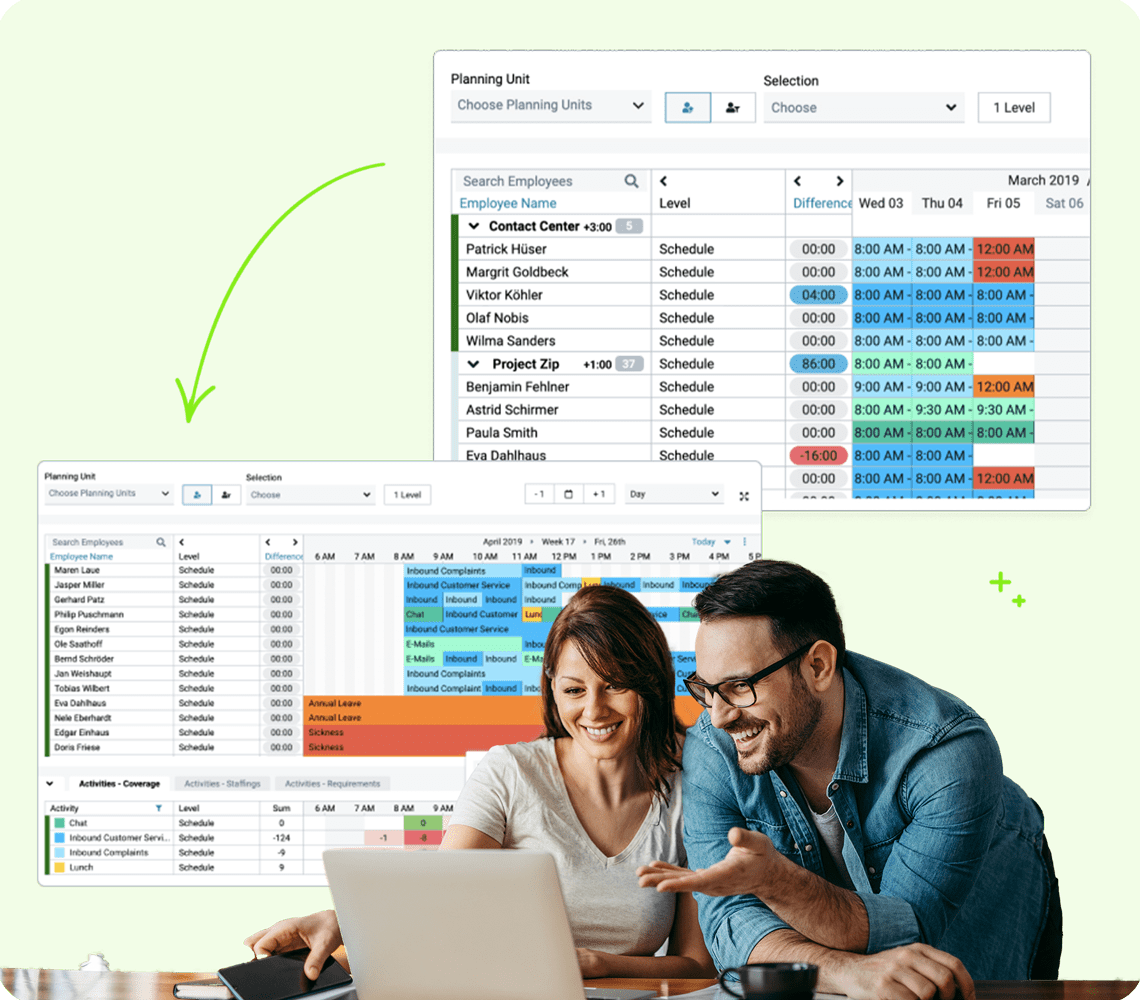 Planning Unit
Selection
Choose Planning Units
Choose
1 Level
Search Employees
March 2019
Employee Name
Level
Difference
Wed 03 Thu 04 Fri 05 Sat 06
Contact Center +3:00 5
Patrick Hüser Schedule 00:00 8:00 AM - 8:00 AM - 12:00 AM
Margrit Goldbeck Schedule 00:00 8:00 AM - 8:00 AM - 12:00 AM
Viktor Köhler Schedule 04:00 8:00 AM - 8:00 AM - 8:00 AM -
Olaf Nobis Schedule 00:00 8:00 AM - 8:00 AM - 8:00 AM -
Wilma Sanders Schedule 00:00 8:00 AM - 8:00 AM - 8:00 AM -
Project Zip +1:00 37 Schedule 86:00 8:00 AM - 8:00 AM -
Benjamin Fehlner Schedule 00:00 9:00 AM - 9:00 AM - 12:00 AM
Astrid Schirmer Schedule 00:00 8:00 AM - 9:30 AM - 9:30 AM -
Paula Smith Schedule 00:00 8:00 AM - 8:00 AM - 8:00 AM -
Eva Dahlhaus Schedule -16:00 8:00 AM - 8:00 AM -
00:00 8:00 AM - 8:00 AM - 12:00 AM
Planning Unit
Selection
Choose Planning Units
Choose
1 Level
- 1 + 1 Day
Search Employees
April 2019 Week 17 Fri, 26th Today
Employee Name Level Difference 6 AM 7 AM 8 AM 9 AM 10 AM 11 AM 12 PM 1 PM 2 PM 3 PM 4 PM 5 P
Maren Laue Schedule 00:00 Inbound Complaints Inbound
Jasper Miller Schedule 00:00 Inbound Customer Service Inbound Comp Inbound Inbound
Gerhard Patz Schedule 00:00 Inbound Inbound Inbound Inbound
Philip Puschmann Schedule 00:00 Chat Inbound Customer
Egon Reinders Schedule 00:00 Inbound Customer Service
Ole Saathoff Schedule 00:00 E-Mails
Bernd Schröder Schedule 00:00 E-Mails Inbound Inbound
Jan Weishaupt Schedule 00:00 Inbound Complaints
Tobias Wilbert Schedule 00:00 Inbound Complaint Inbound
Eva Dahlhaus Schedule 00:00 Annual Leave
Nele Eberhardt Schedule 00:00 Annual Leave
Edgar Einhaus Schedule 00:00 Sickness
Doris Friese Schedule 00:00 Sickness
Activities - Coverage Activities - Staffings Activities - Requirements
Activity Level Sum 6 AM 7 AM 8 AM 9 AM
Chat Schedule 0 0
Inbound Customer Servi... Schedule -124 -1 -8
Inbound Complaints Schedule -9
Lunch Schedule 9